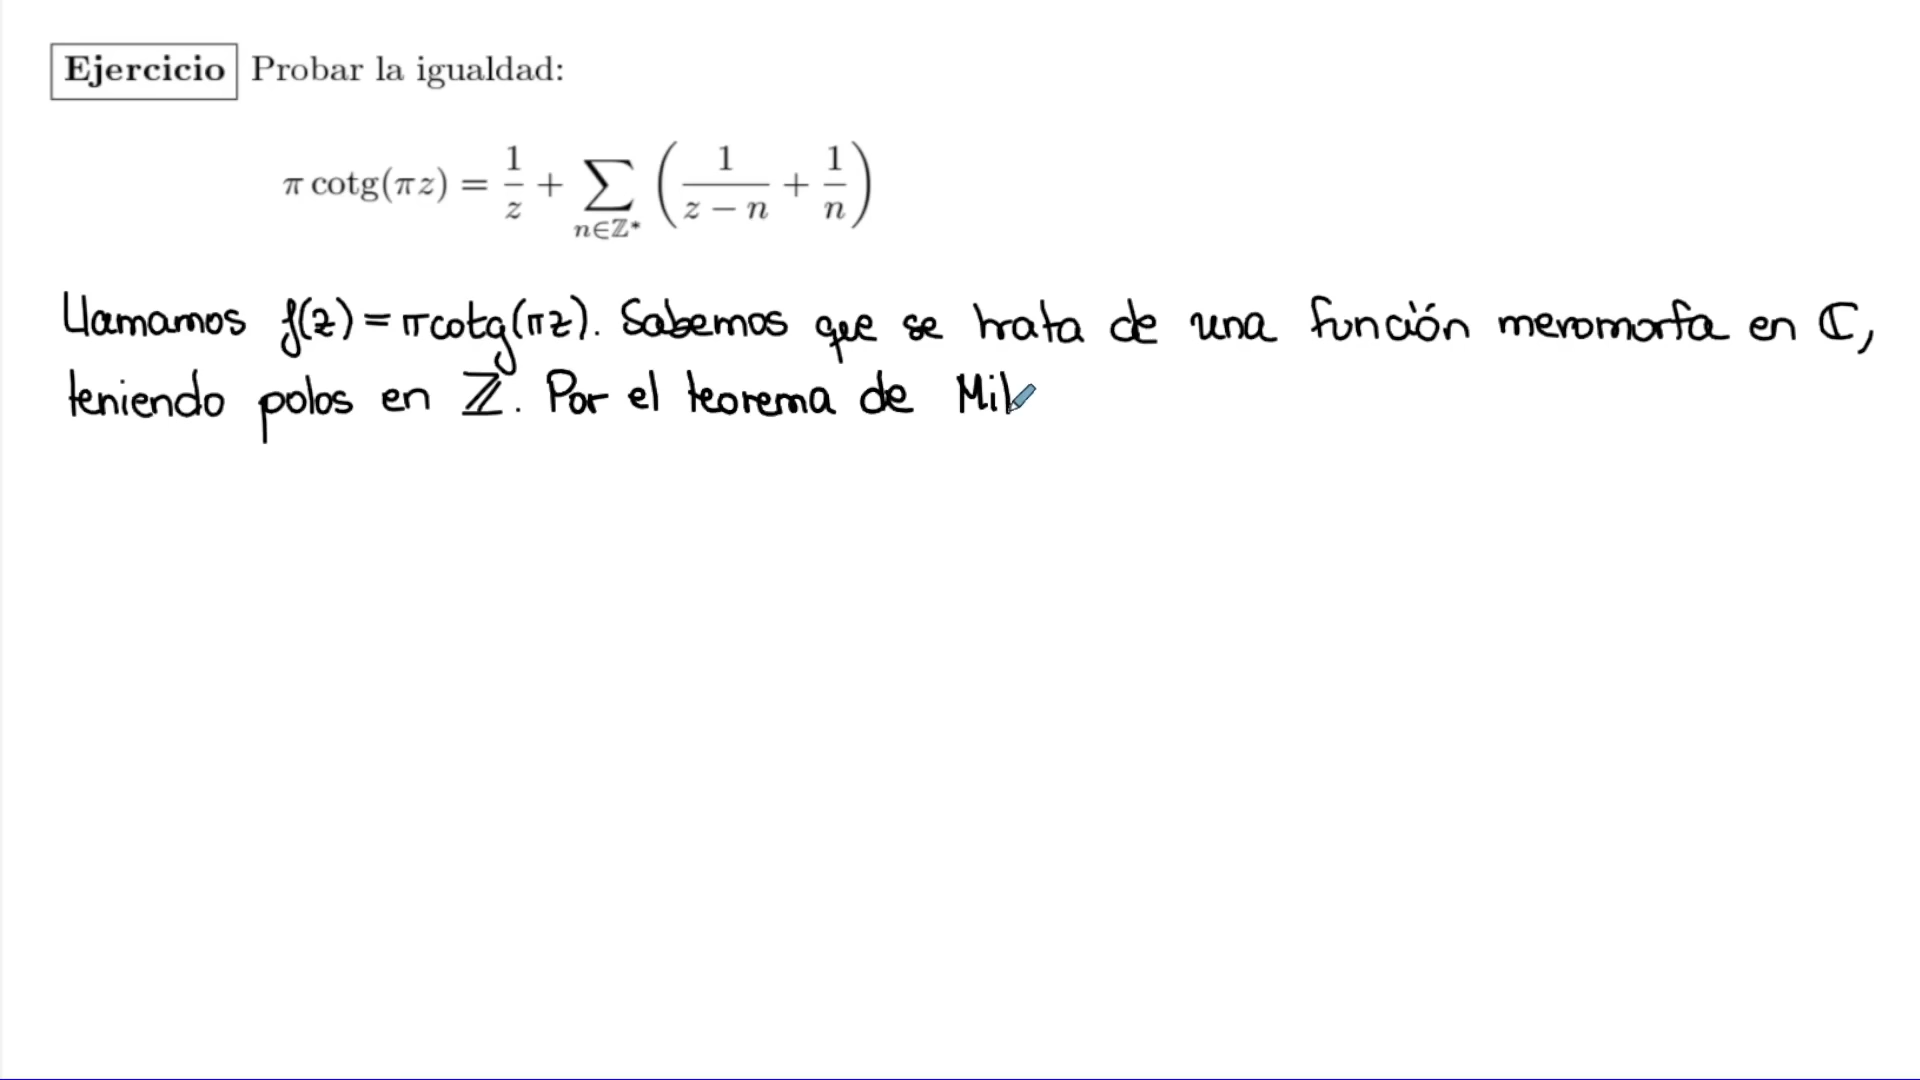 Ejercicio Probar la igualdad:
π cotg(πz) = 1/z + ∑_{n∈ℤ*} (1/(z − n) + 1/n)
Llamamos f(z) = π cotg(πz). Sabemos que se trata de una función meromorfa en ℂ,
teniendo polos en ℤ. Por el teorema de